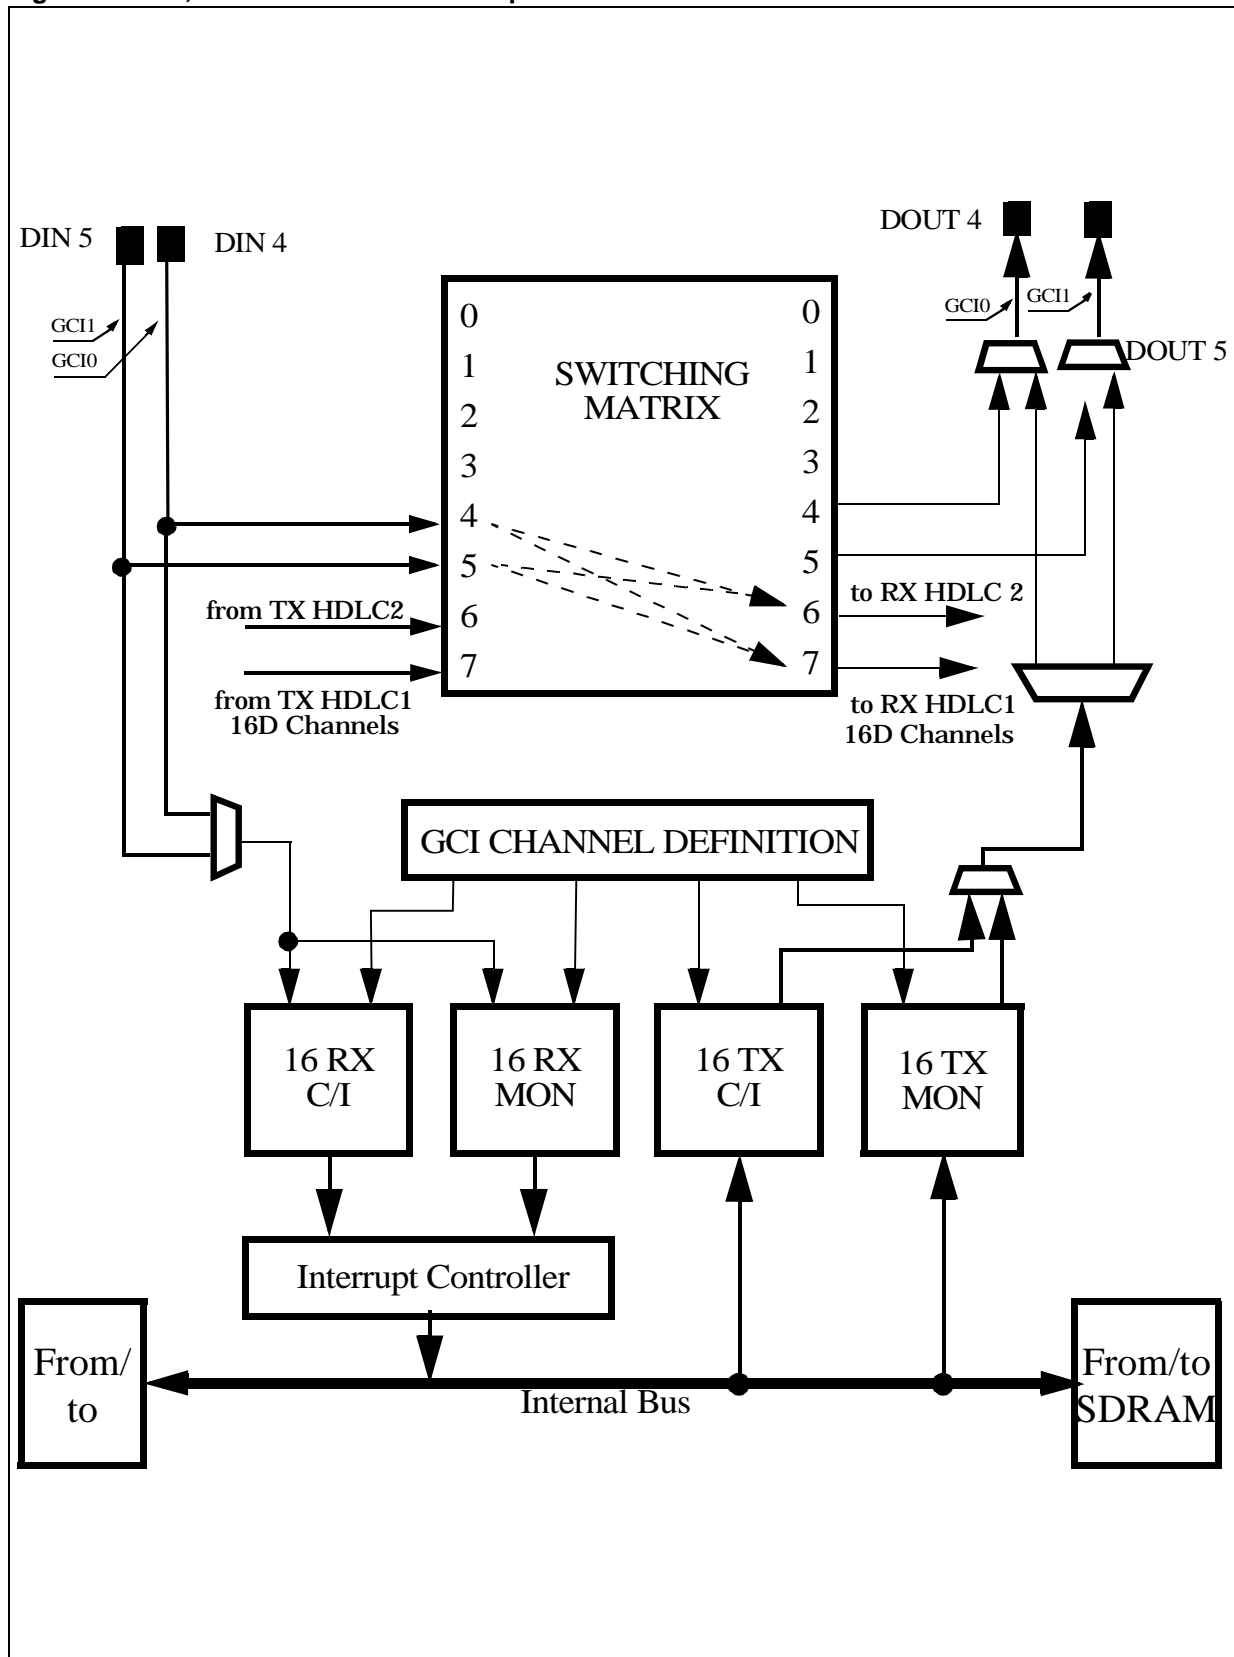 DIN 5
DIN 4
DOUT 4
GCI1
GCI0
GCI0
GCI1
DOUT 5
SWITCHING
MATRIX
0
1
2
3
4
5
6
7
0
1
2
3
4
5
6
7
from TX HDLC2
from TX HDLC1
16D Channels
to RX HDLC 2
to RX HDLC1
16D Channels
GCI CHANNEL DEFINITION
16 RX
C/I
16 RX
MON
16 TX
C/I
16 TX
MON
Interrupt Controller
From/
to
Internal Bus
From/to
SDRAM